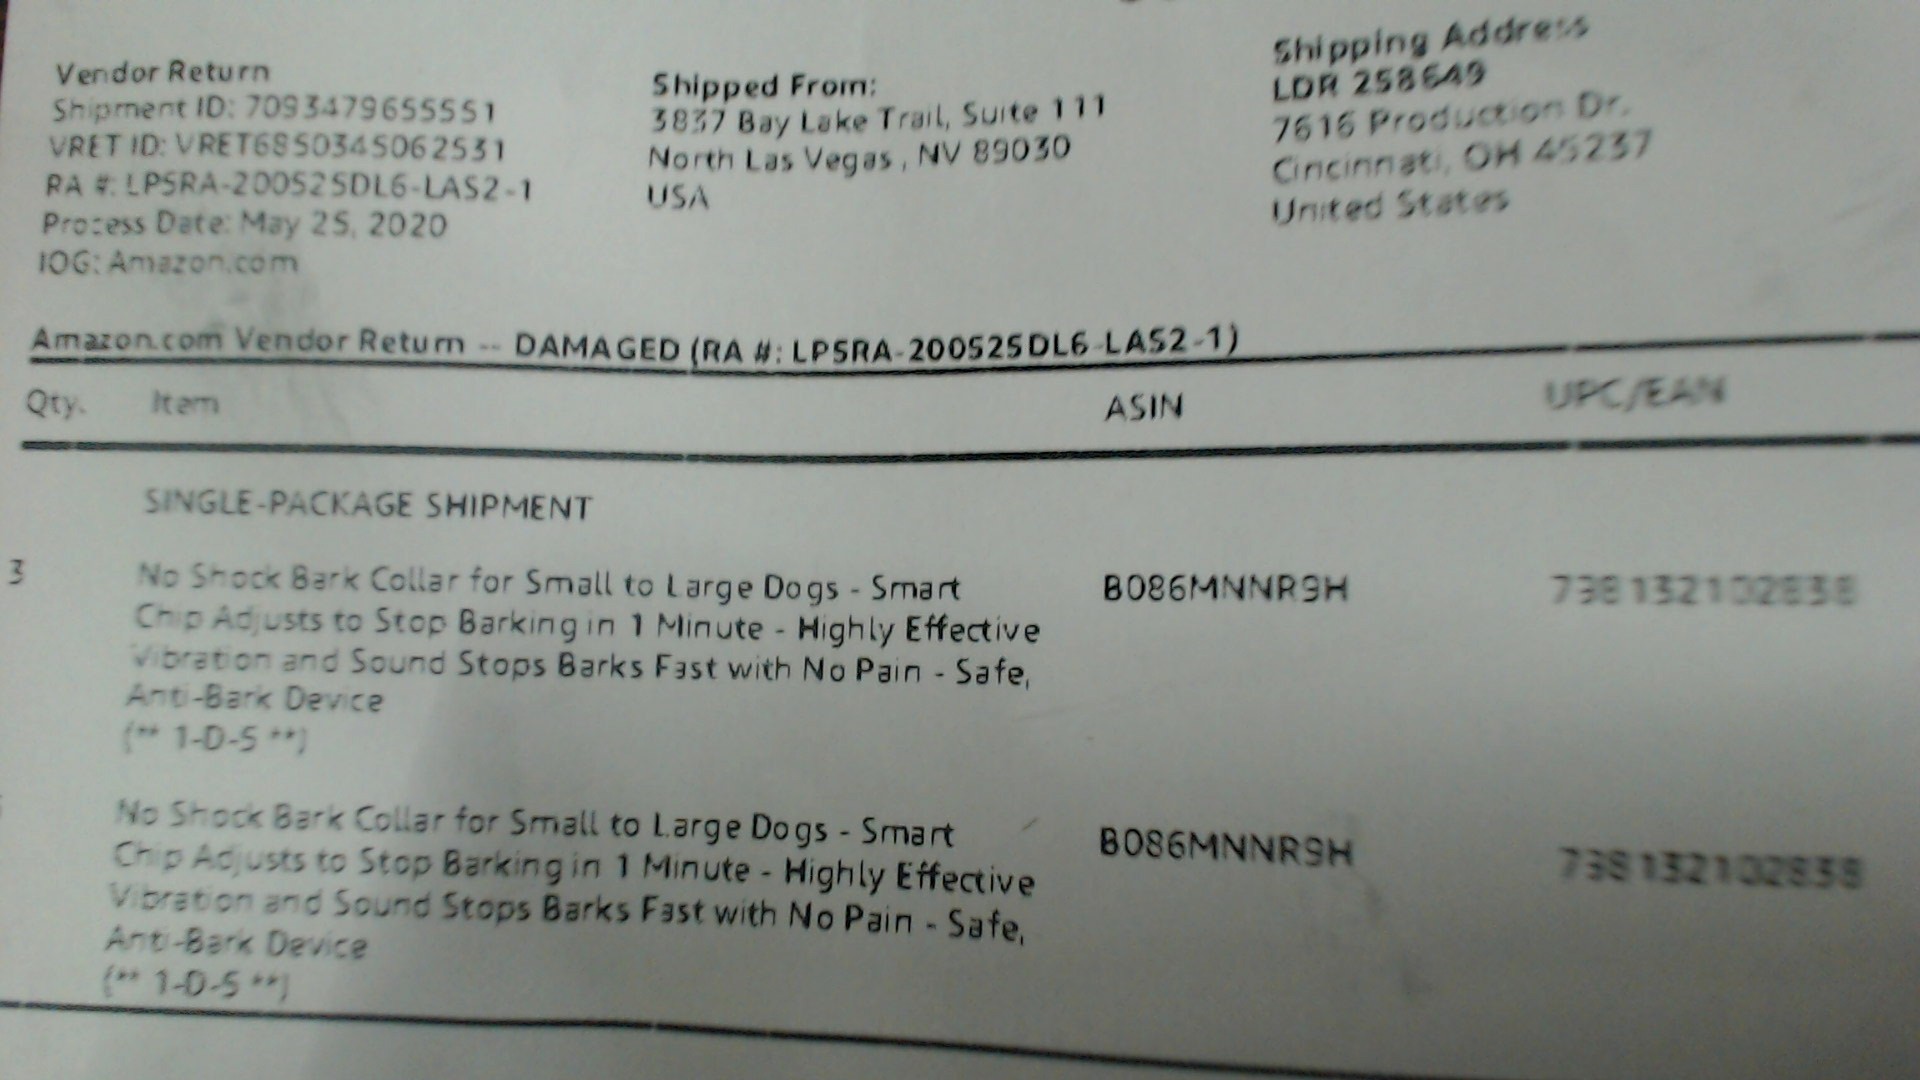 Vendor Return
Shipment ID: 7093479655551
VRET ID: VRET6850345062531
RA #: LPSRA-200525DL6-LAS2-1
Process Date: May 25, 2020
IOG: Amazon.com
Shipped From:
3837 Bay Lake Trail, Suite 111
North Las Vegas , NV 89030
USA
Shipping Address
LDR 258649
7616 Production Dr.
Cincinnati, OH 45237
United States
Amazon.com Vendor Return -- DAMAGED (RA #: LPSRA-200525DL6-LAS2-1)
Qty. Item ASIN UPC/EAN
SINGLE-PACKAGE SHIPMENT
3 No Shock Bark Collar for Small to Large Dogs - Smart B086MNNR9H 738132102838
Chip Adjusts to Stop Barking in 1 Minute - Highly Effective
Vibration and Sound Stops Barks Fast with No Pain - Safe,
Anti-Bark Device
(** 1-D-5 **)
No Shock Bark Collar for Small to Large Dogs - Smart B086MNNR9H 738132102838
Chip Adjusts to Stop Barking in 1 Minute - Highly Effective
Vibration and Sound Stops Barks Fast with No Pain - Safe,
Anti-Bark Device
(** 1-D-5 **)